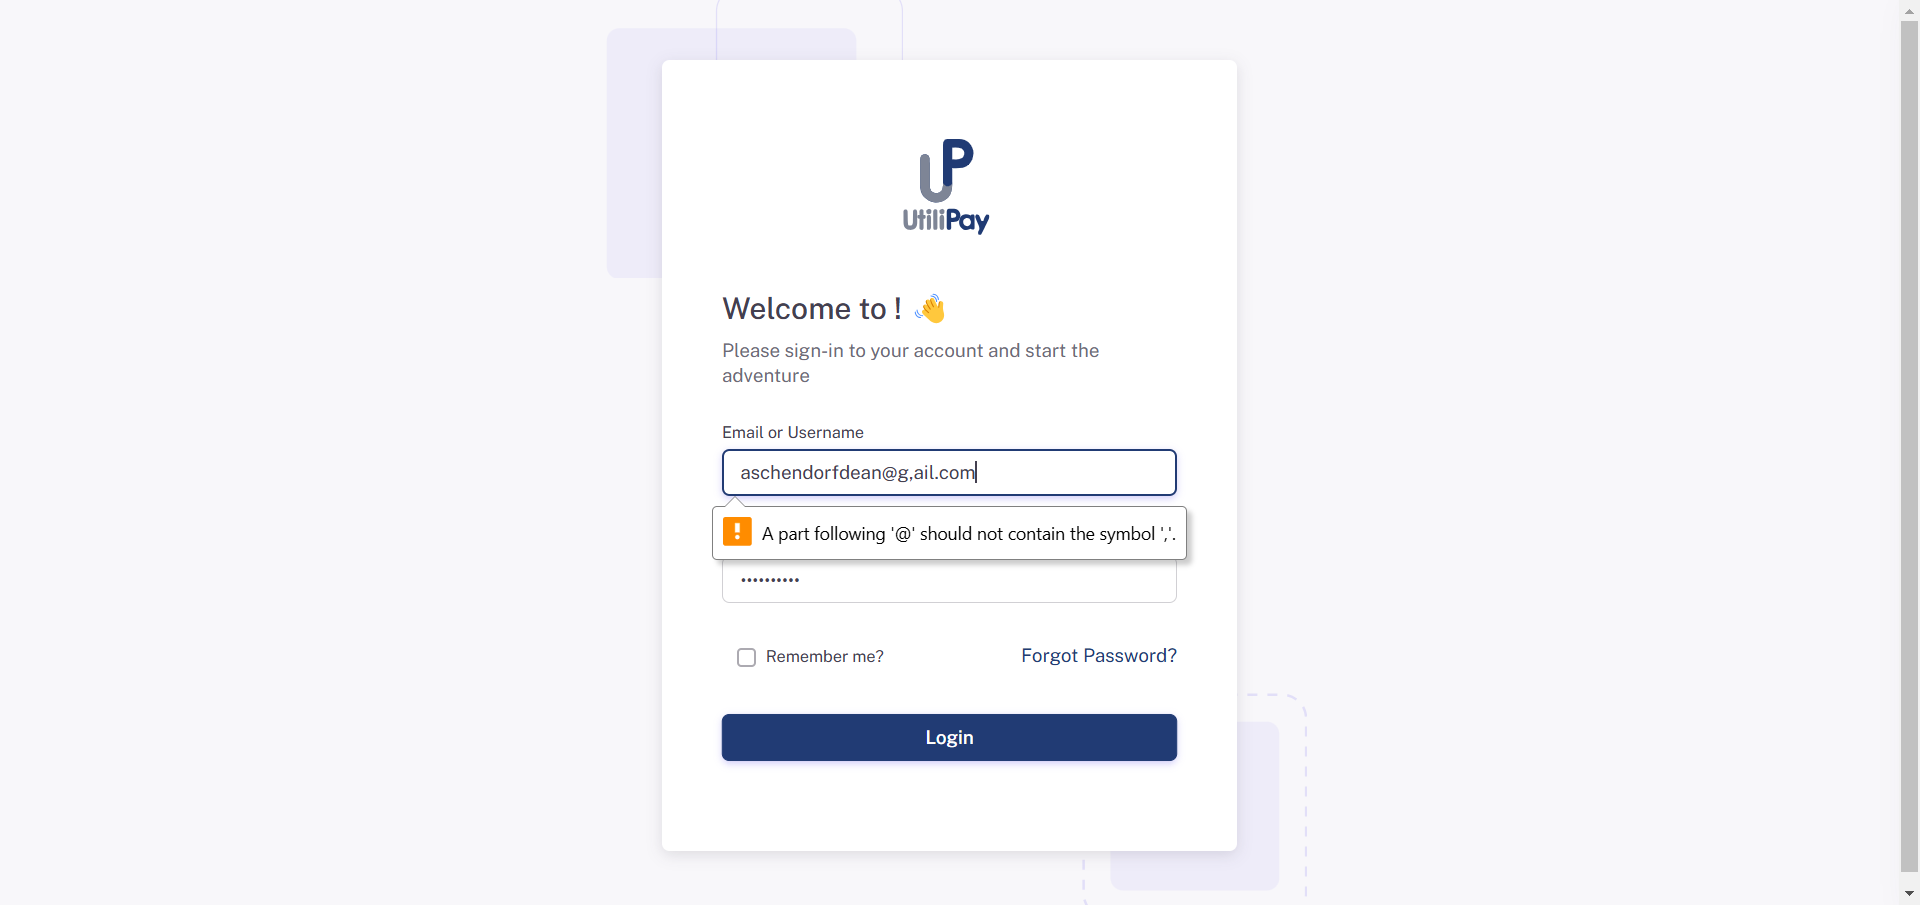 UP
UtiliPay
Welcome to ! 👋
Please sign-in to your account and start the
adventure
Email or Username
aschendorfdean@g,ail.com
! A part following '@' should not contain the symbol ','.
••••••••••
Remember me?
Forgot Password?
Login